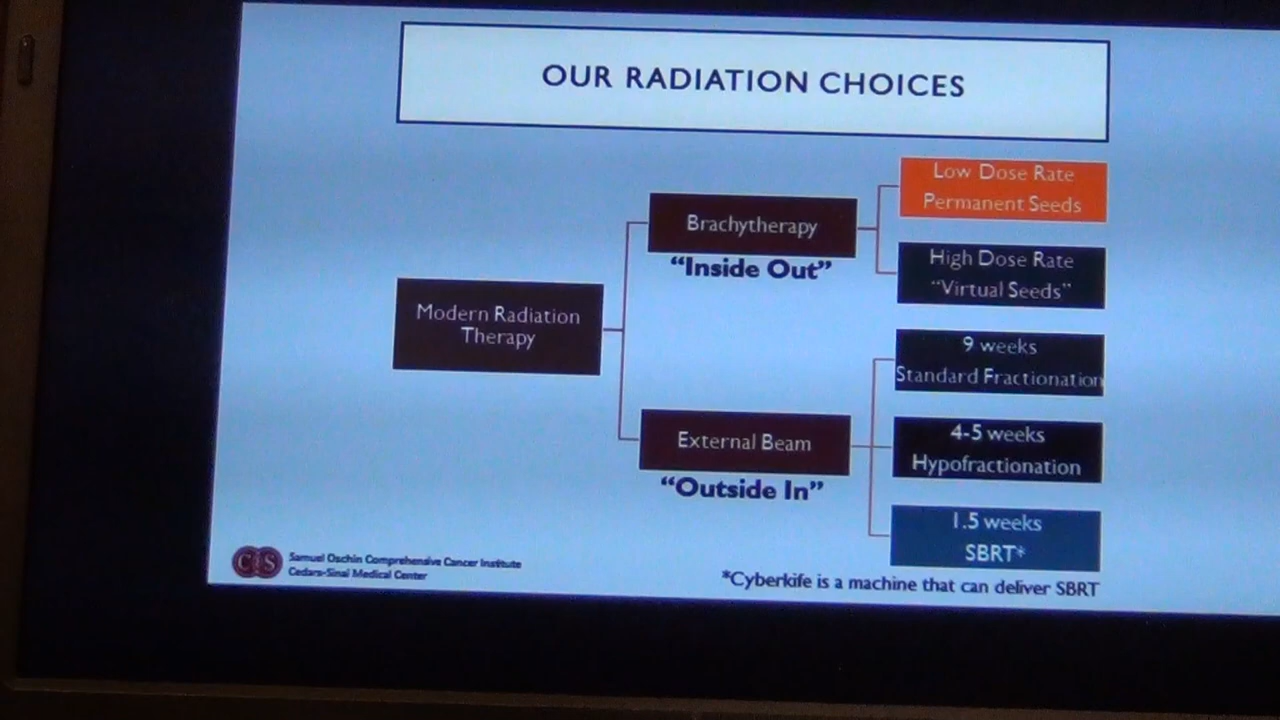 OUR RADIATION CHOICES
Low Dose Rate
Permanent Seeds
Brachytherapy
"Inside Out"
High Dose Rate
"Virtual Seeds"
Modern Radiation
Therapy
9 weeks
Standard Fractionation
External Beam
"Outside In"
4-5 weeks
Hypofractionation
1.5 weeks
SBRT*
CIS
Samuel Oschin Comprehensive Cancer Institute
Cedars-Sinai Medical Center
*Cyberkife is a machine that can deliver SBRT